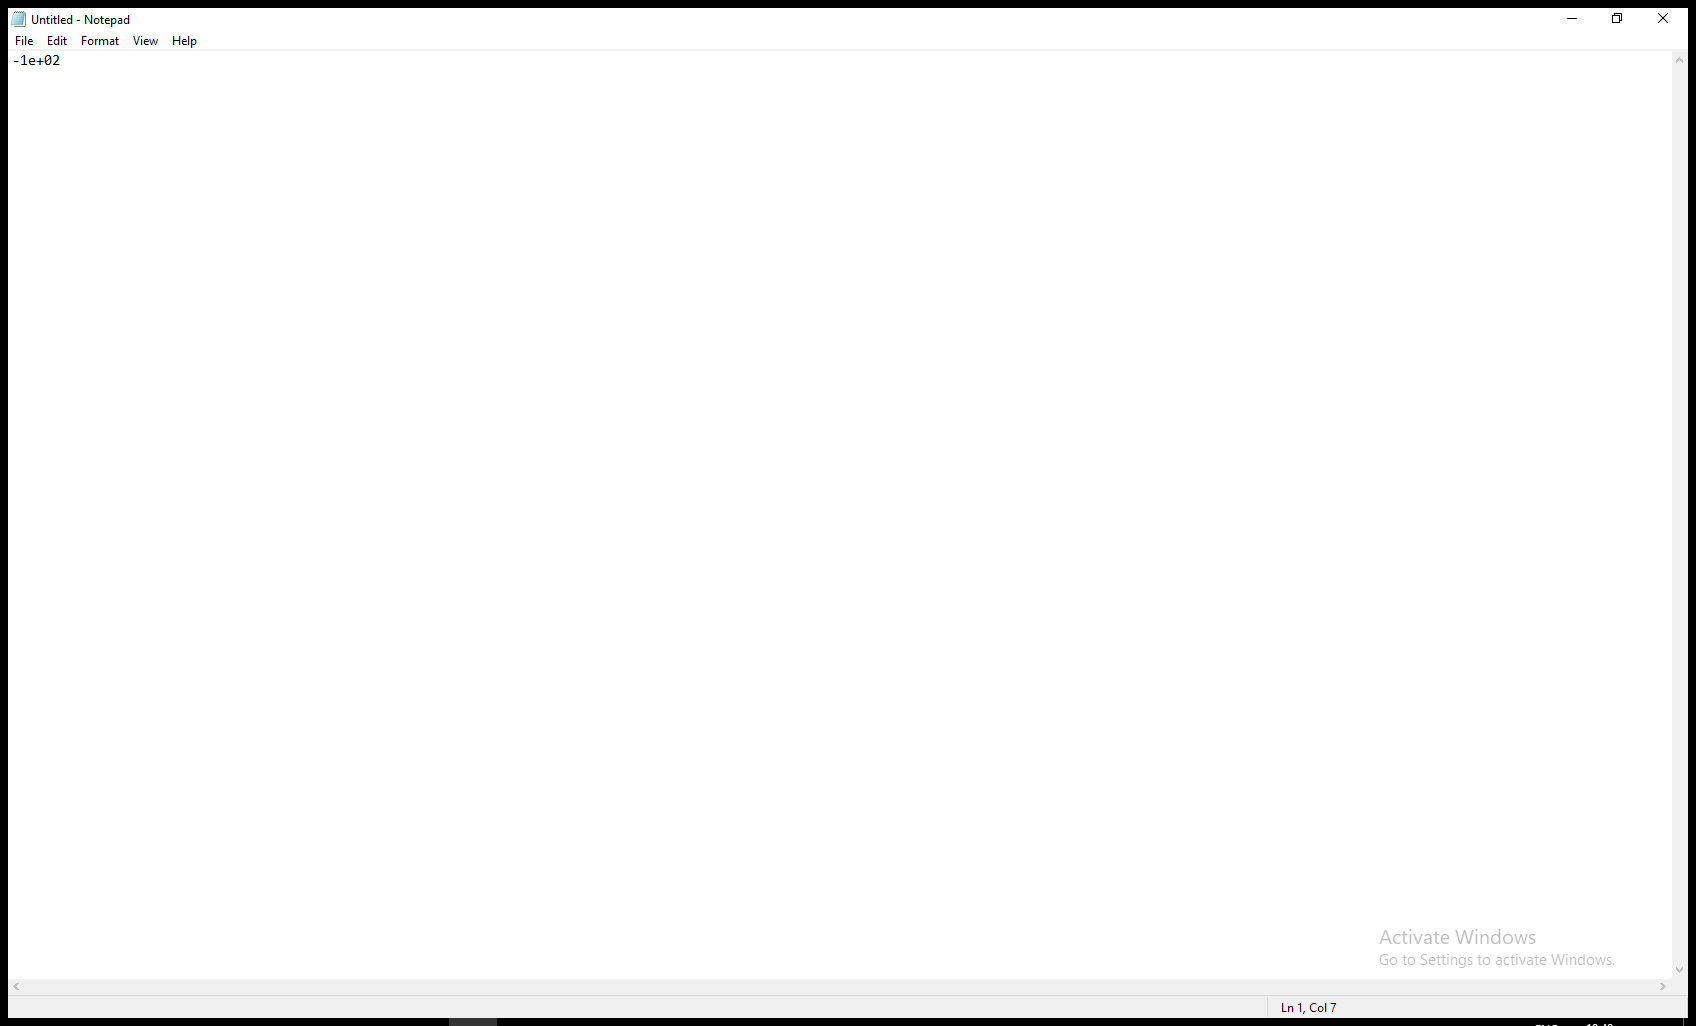 Untitled - Notepad
File Edit Format View Help
-1e+02
Activate Windows
Go to Settings to activate Windows.
Ln 1, Col 7